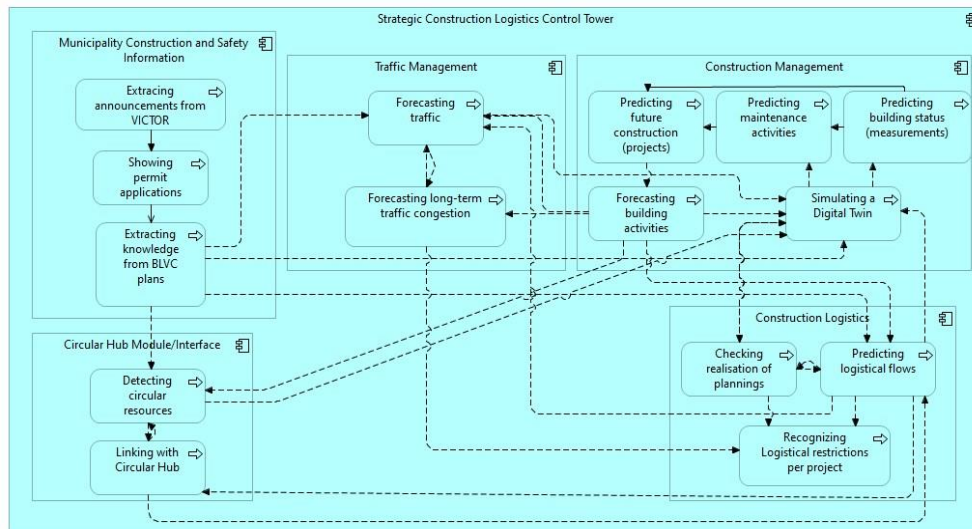 Strategic Construction Logistics Control Tower
Municipality Construction and Safety
Information
Extracing
announcements from
VICTOR
Showing
permit applications
Extracting
knowledge
from BLVC
plans
Traffic Management
Forecasting
traffic
Forecasting long-term
traffic congestion
Construction Management
Predicting
future
construction
(projects)
Predicting
maintenance
activities
Predicting
building status
(measurements)
Forecasting
building
activities
Simulating a
Digital Twin
Circular Hub Module/Interface
Detecting
circular
resources
Linking with
Circular Hub
Construction Logistics
Checking
realisation of
plannings
Predicting
logistical flows
Recognizing
Logistical restrictions
per project